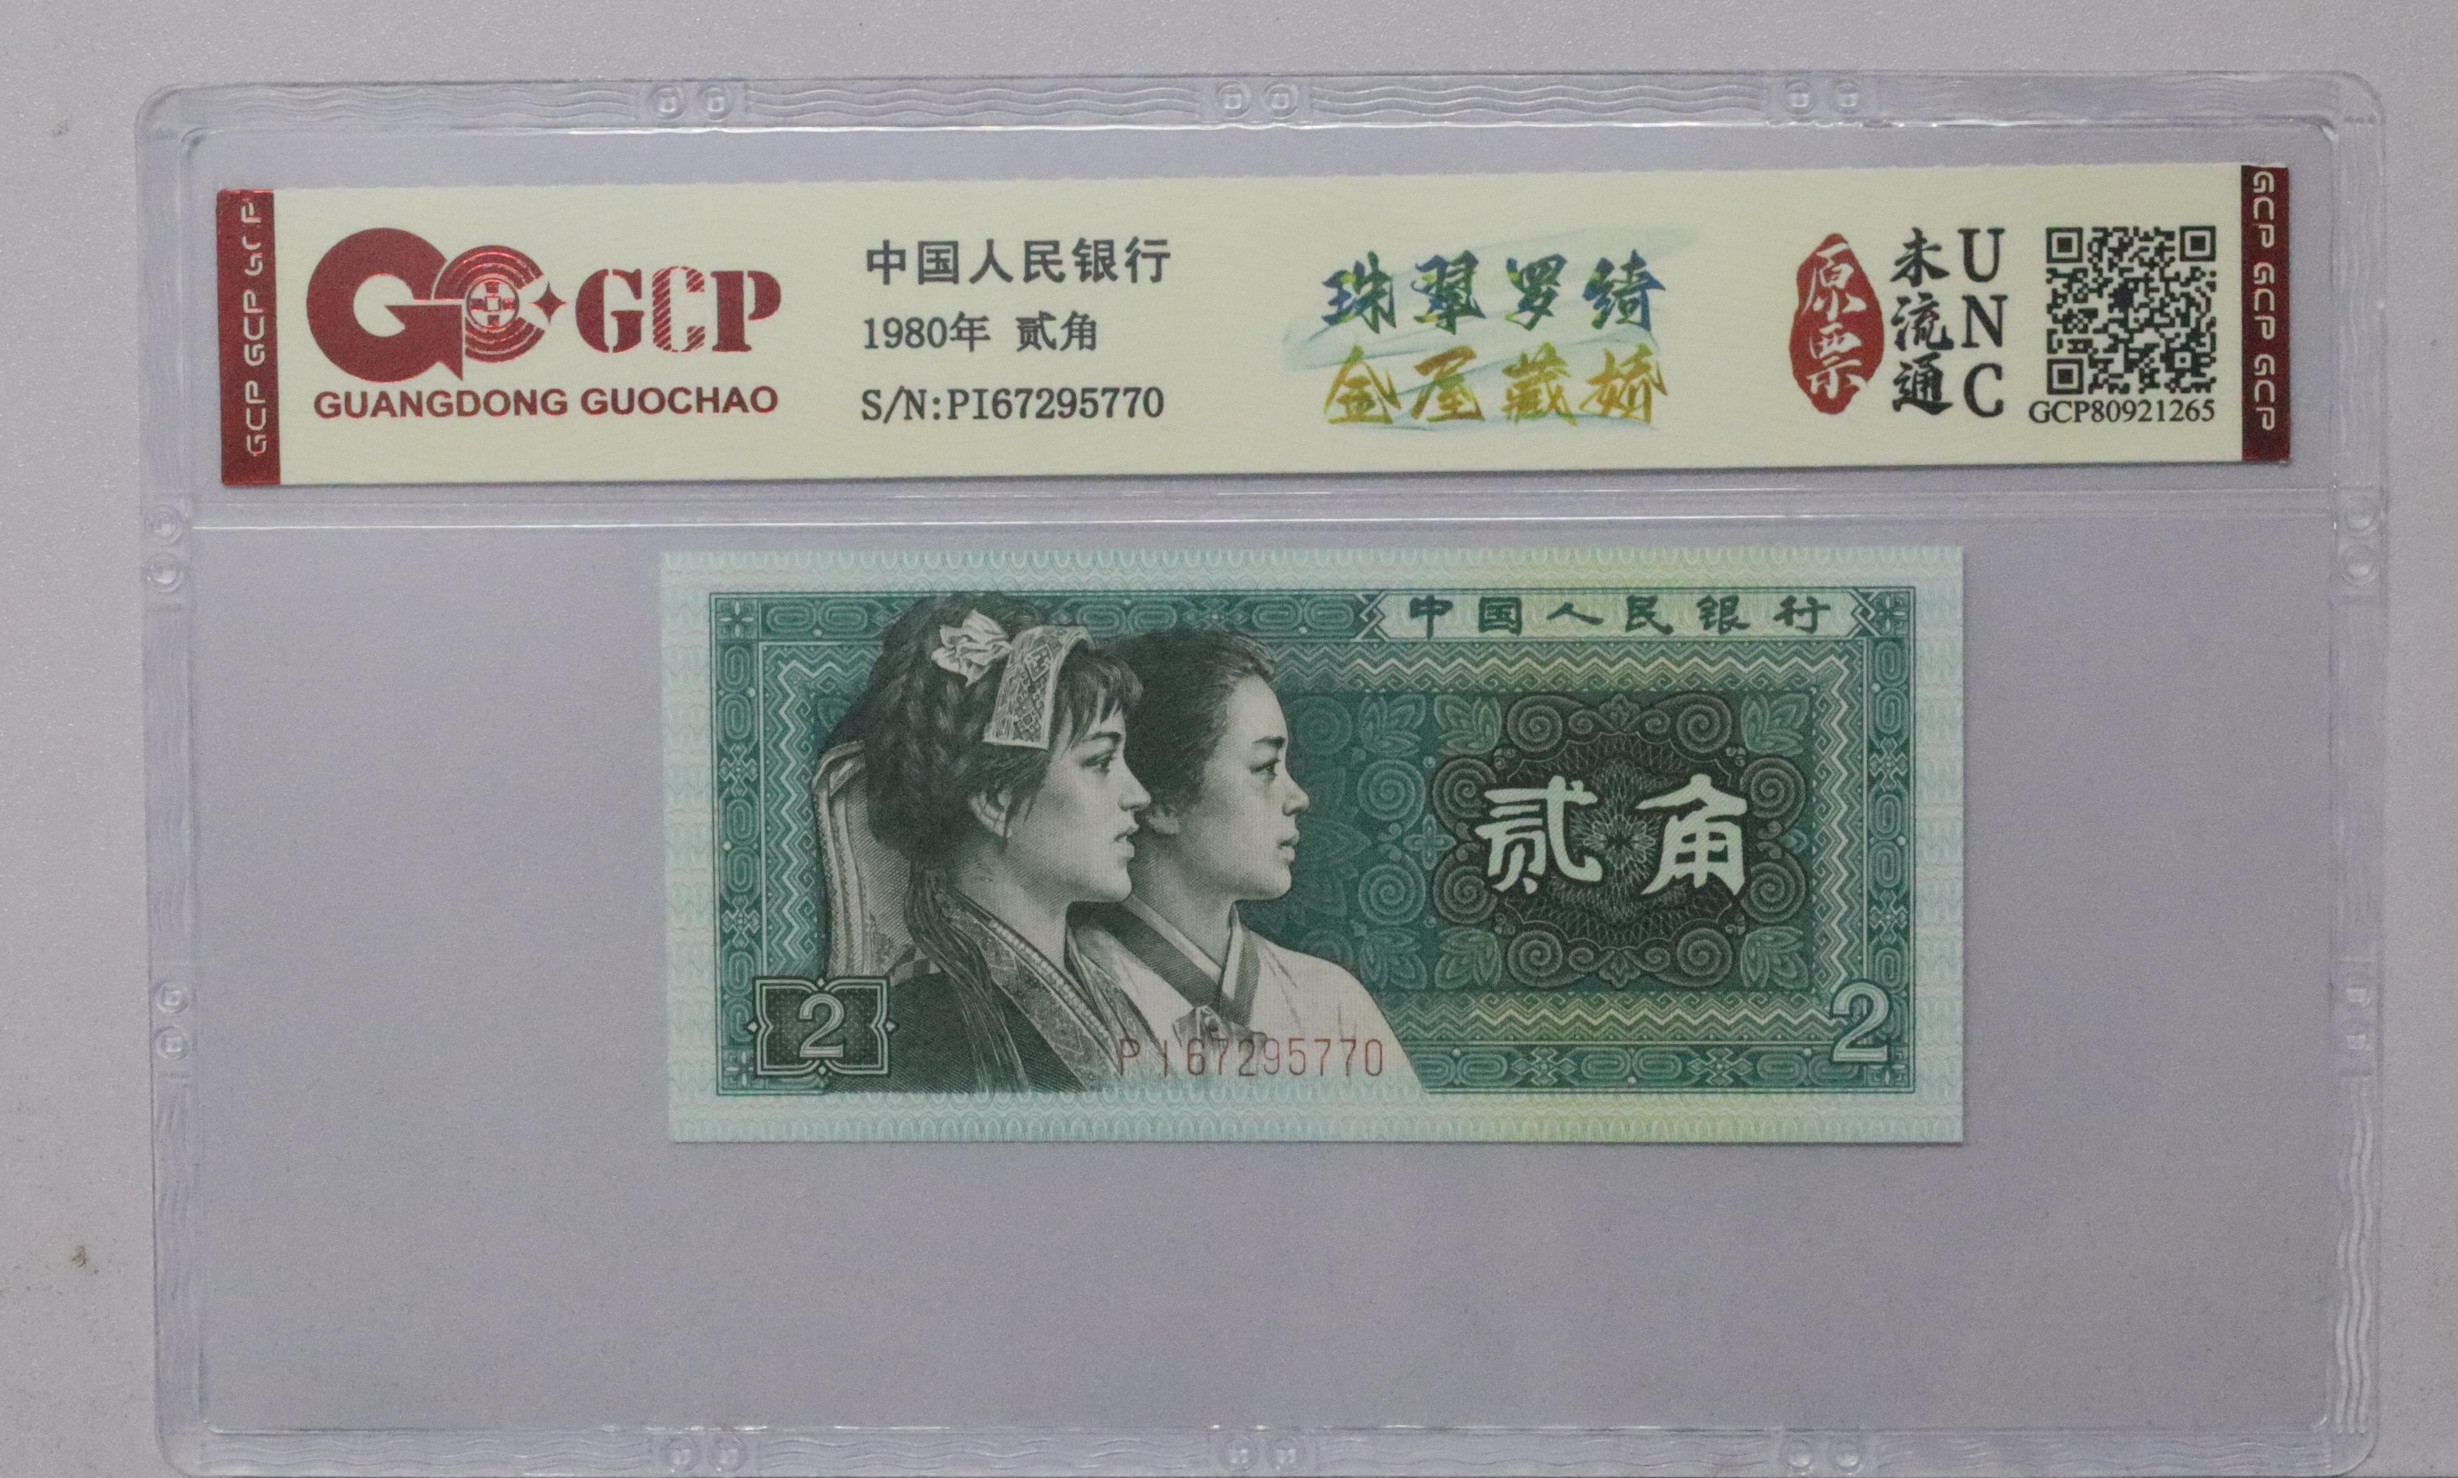 GCP GCP GCP
GCP
GUANGDONG GUOCHAO
中国人民银行
1980年 贰角
S/N:PI67295770
珠翠罗绮
金屋藏娇
原票
未流通
UNC
GCP80921265
GCP GCP GCP
中国人民银行
贰角
2
2
PI67295770